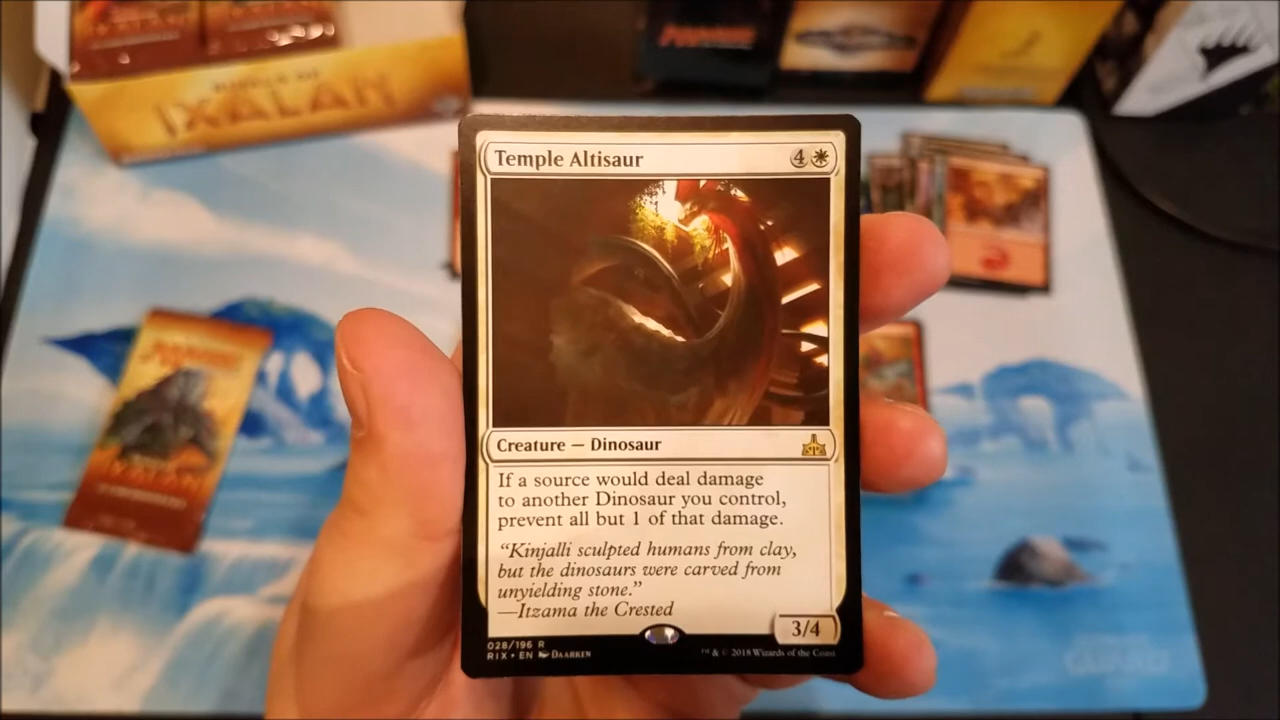 IXALAN
Temple Altisaur 4
Creature — Dinosaur
If a source would deal damage
to another Dinosaur you control,
prevent all but 1 of that damage.
“Kinjalli sculpted humans from clay,
but the dinosaurs were carved from
unyielding stone.”
—Itzama the Crested
3/4
028/196 R
RIX • EN DAARKEN
™ & © 2018 Wizards of the Coast